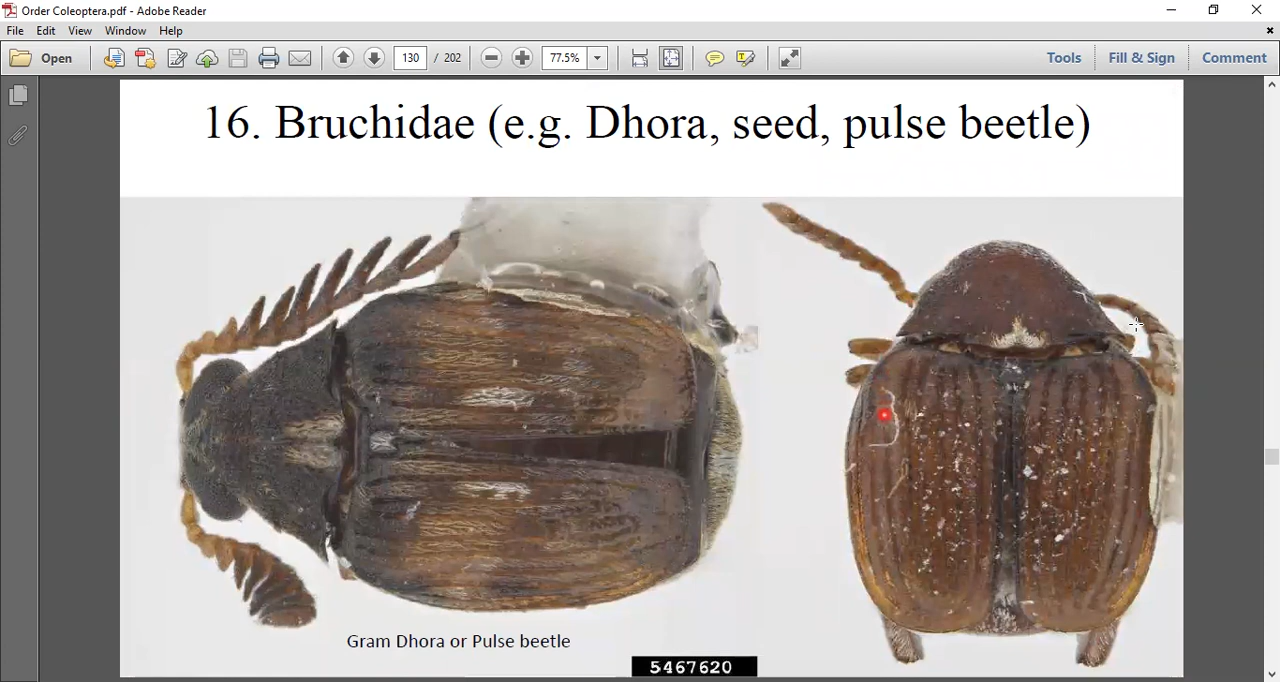 Order Coleoptera.pdf - Adobe Reader
File Edit View Window Help
Open 130 / 202 77.5% Tools Fill & Sign Comment
16. Bruchidae (e.g. Dhora, seed, pulse beetle)
Gram Dhora or Pulse beetle
5467620